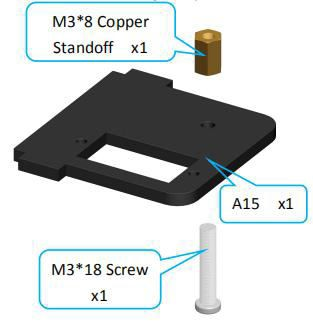 M3*8 Copper
Standoff x1
A15 x1
M3*18 Screw
x1